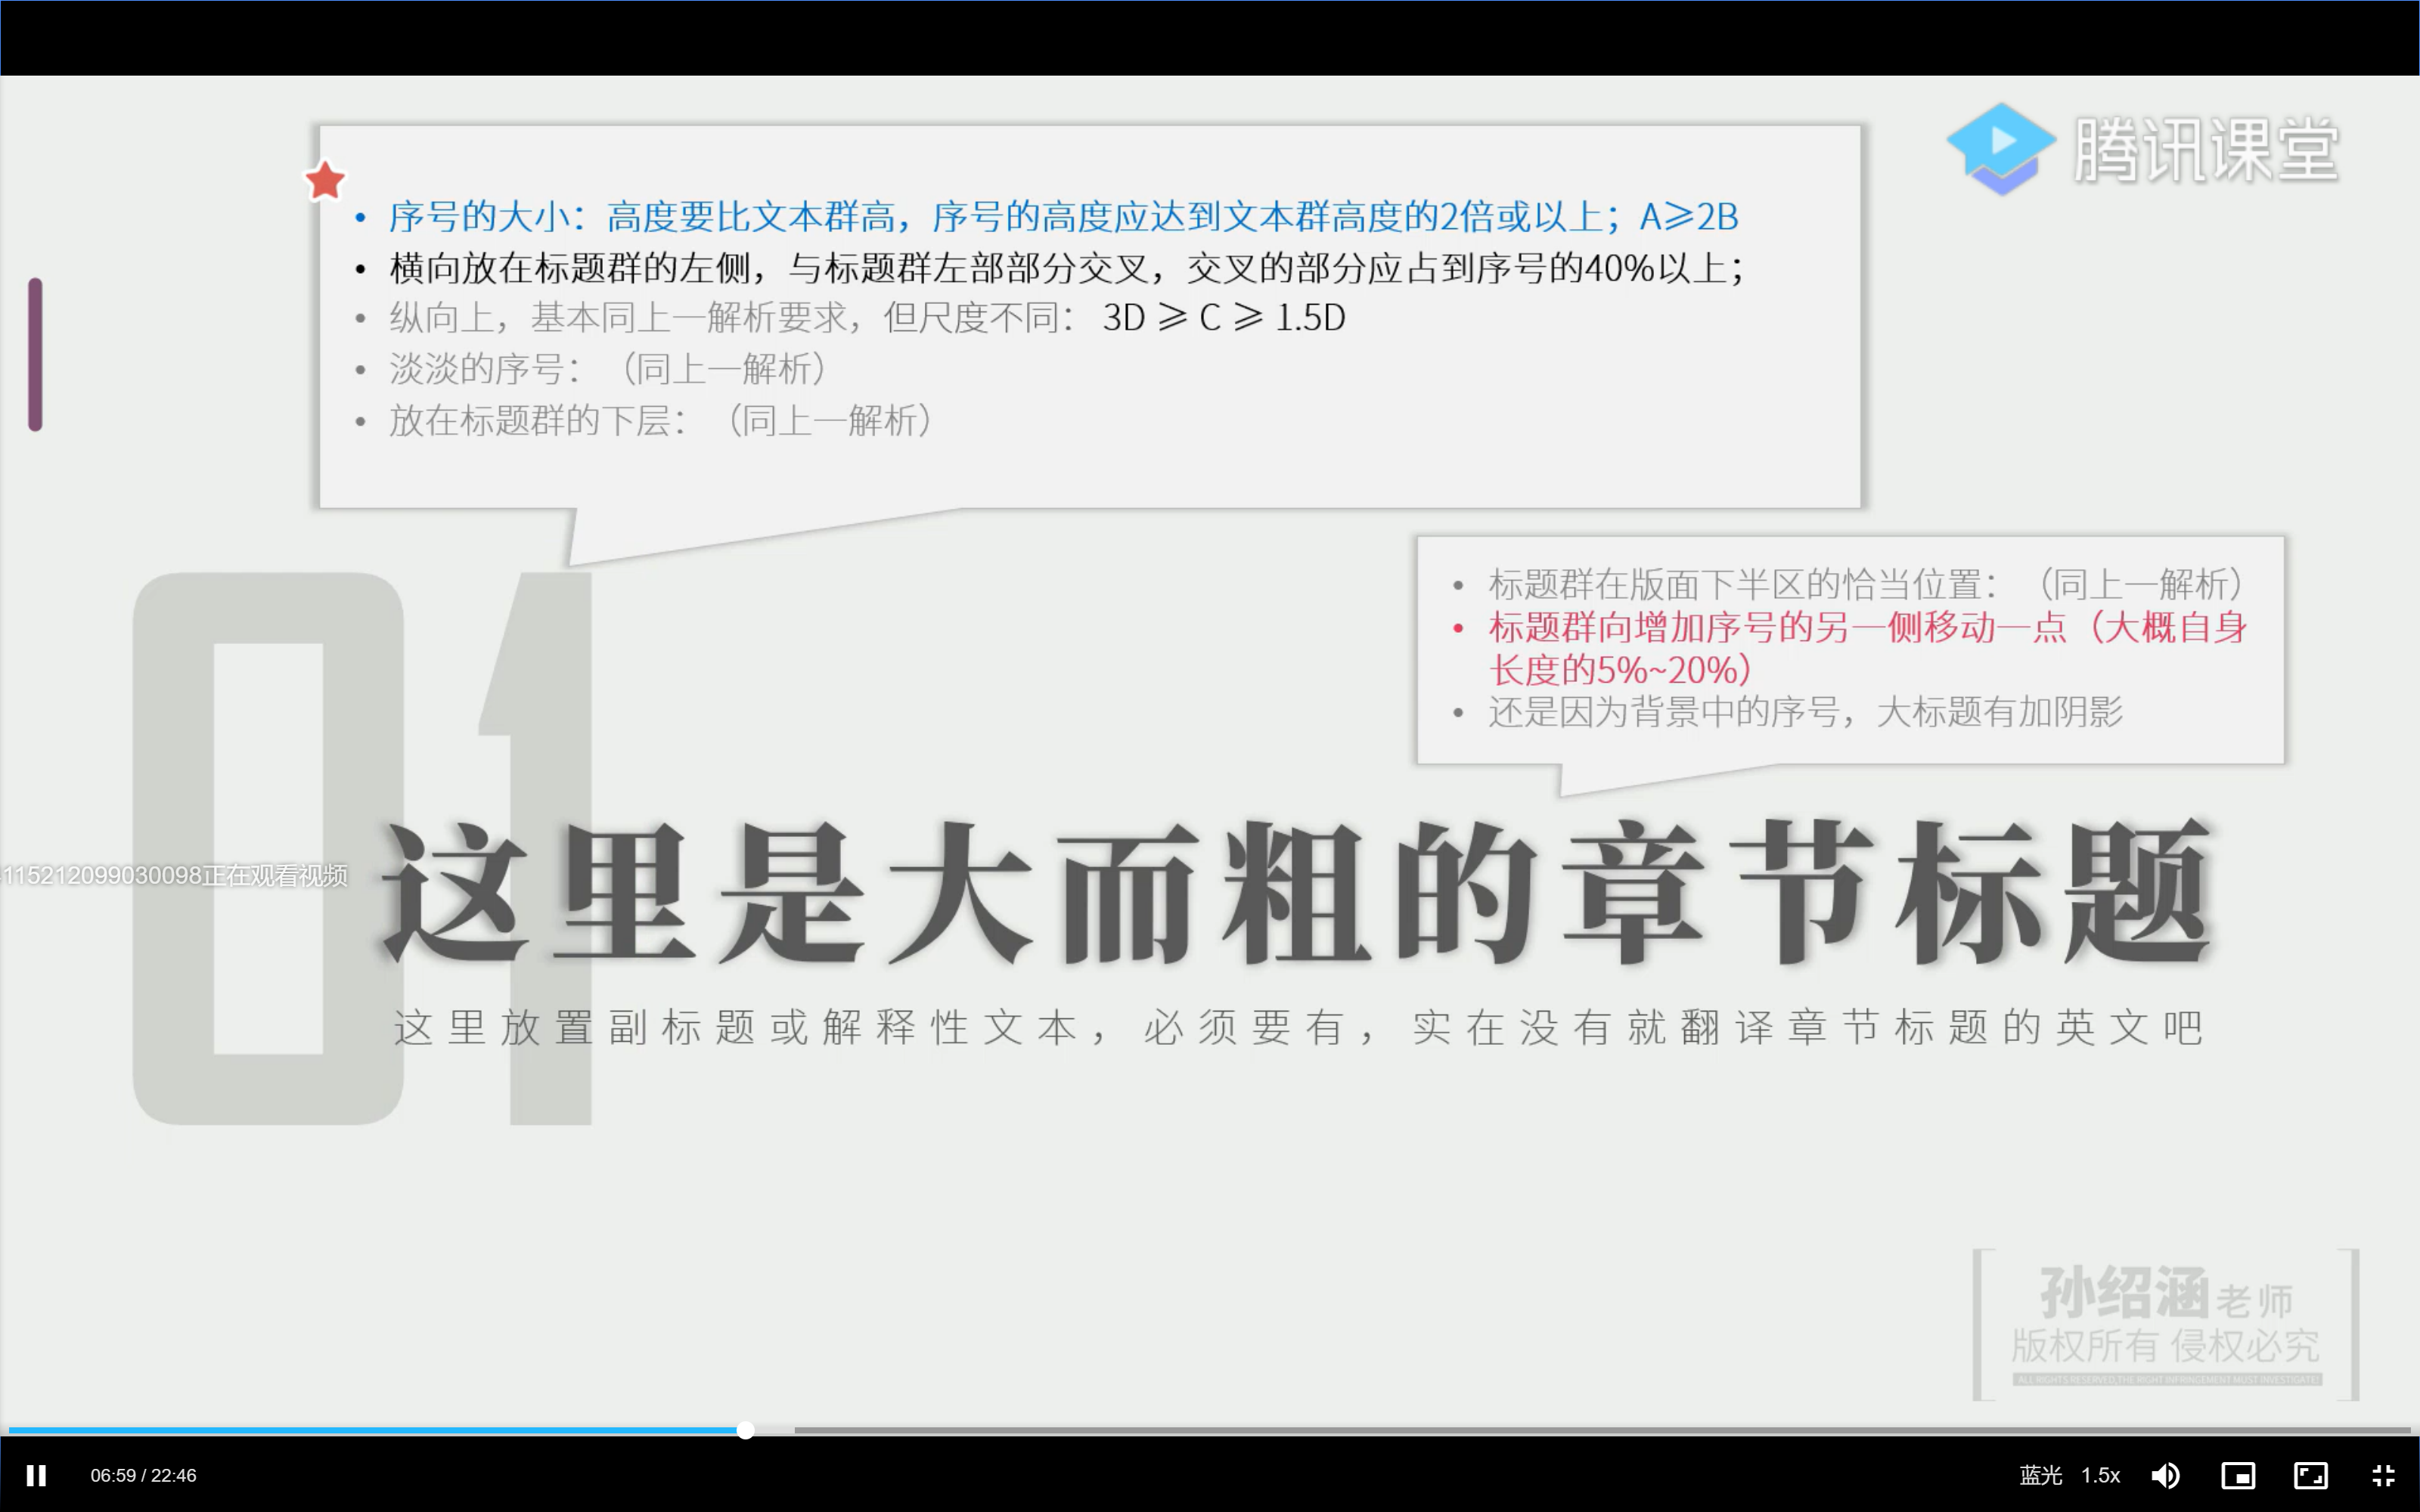 腾讯课堂
• 序号的大小：高度要比文本群高，序号的高度应达到文本群高度的2倍或以上；A≥2B
• 横向放在标题群的左侧，与标题群左部部分交叉，交叉的部分应占到序号的40%以上；
• 纵向上，基本同上一解析要求，但尺度不同： 3D ≥ C ≥ 1.5D
• 淡淡的序号：（同上一解析）
• 放在标题群的下层：（同上一解析）
• 标题群在版面下半区的恰当位置：（同上一解析）
• 标题群向增加序号的另一侧移动一点（大概自身
长度的5%~20%）
• 还是因为背景中的序号，大标题有加阴影
01
115212099030098正在观看视频
这里是大而粗的章节标题
这里放置副标题或解释性文本，必须要有，实在没有就翻译章节标题的英文吧
孙绍涵老师
版权所有 侵权必究
ALL RIGHTS RESERVED,THE RIGHT INFRINGEMENT MUST INVESTIGATE!
06:59 / 22:46
蓝光 1.5x